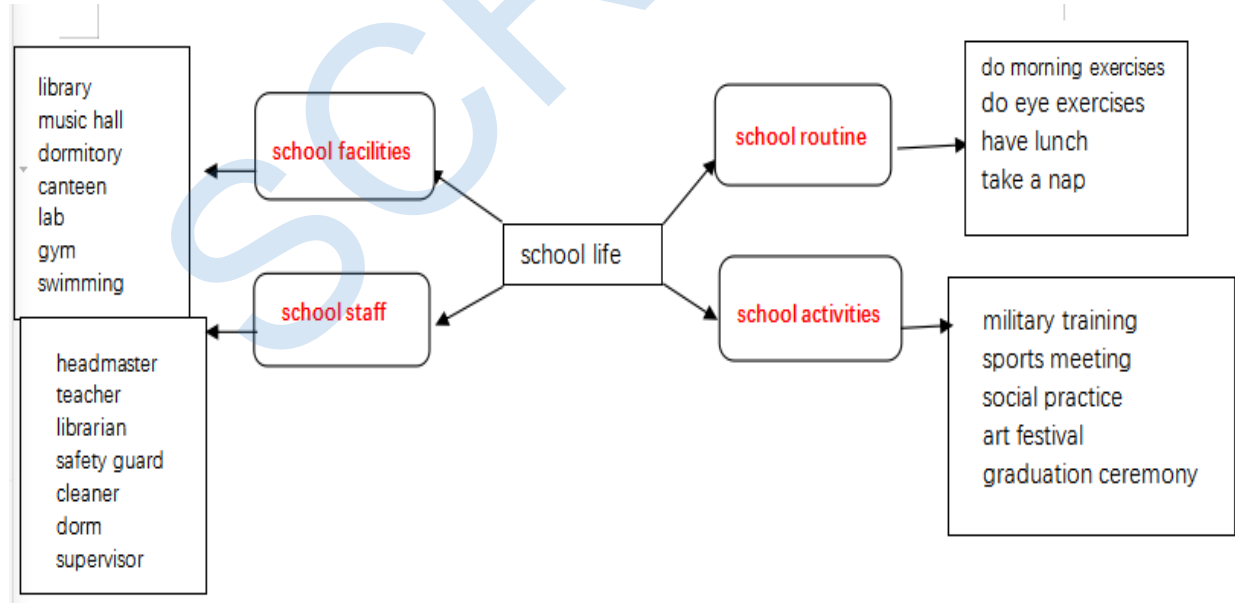 library
music hall
dormitory
canteen
lab
gym
swimming
school facilities
school staff
headmaster
teacher
librarian
safety guard
cleaner
dorm
supervisor
school life
school routine
do morning exercises
do eye exercises
have lunch
take a nap
school activities
military training
sports meeting
social practice
art festival
graduation ceremony